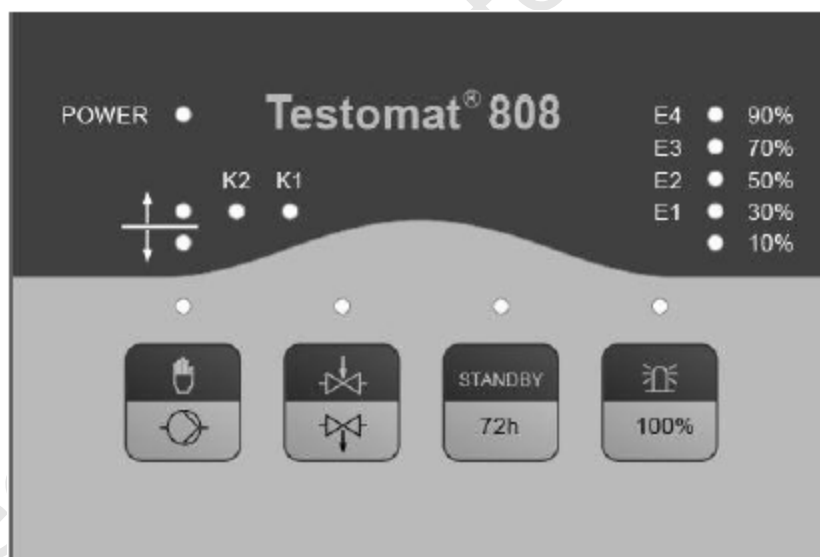 POWER Testomat® 808 E4 90%
E3 70%
K2 K1 E2 50%
E1 30%
10%
STANDBY
72h 100%